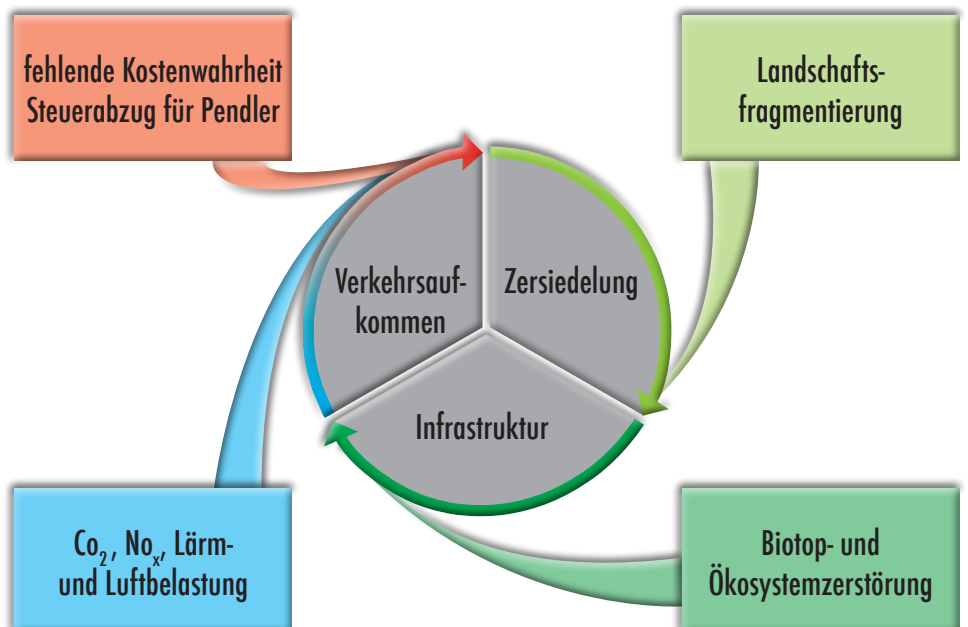 fehlende Kostenwahrheit
Steuerabzug für Pendler
Landschafts-
fragmentierung
Verkehrsauf-
kommen
Zersiedelung
Infrastruktur
Co₂, Noₓ, Lärm-
und Luftbelastung
Biotop- und
Ökosystemzerstörung